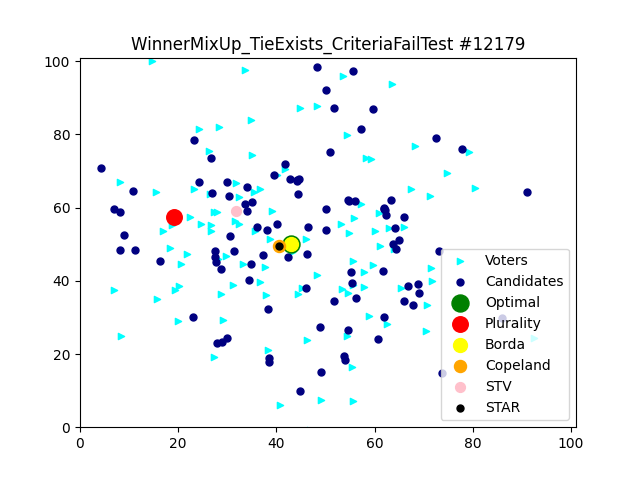 WinnerMixUp_TieExists_CriteriaFailTest #12179
100
80
60
40
20
0
0 20 40 60 80 100
Voters
Candidates
Optimal
Plurality
Borda
Copeland
STV
STAR